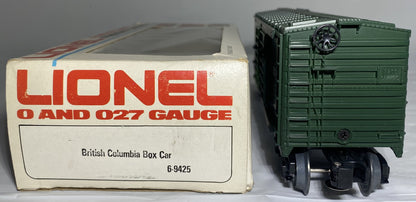 LIONEL
O AND O27 GAUGE
British Columbia Box Car
6-9425